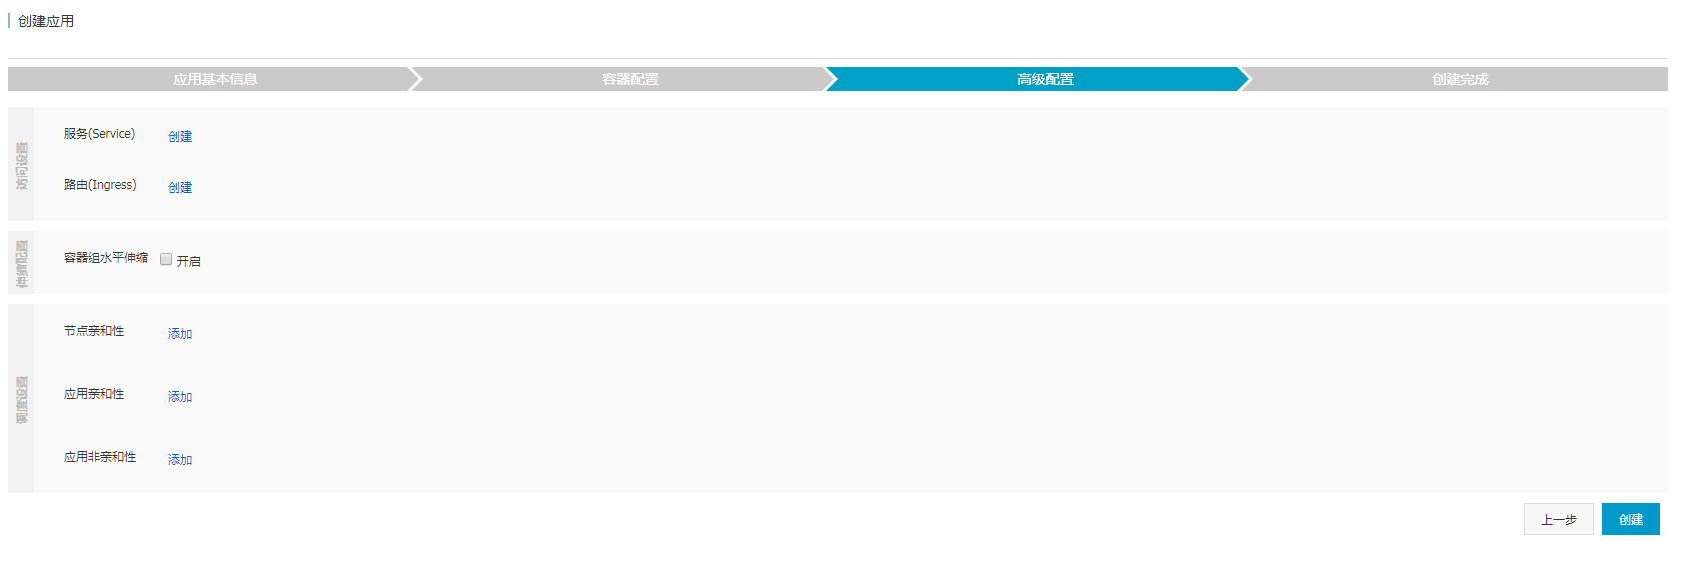 创建应用
应用基本信息 容器配置 高级配置 创建完成
访问设置
服务(Service) 创建
路由(Ingress) 创建
伸缩配置
容器组水平伸缩 开启
调度设置
节点亲和性 添加
应用亲和性 添加
应用非亲和性 添加
上一步 创建